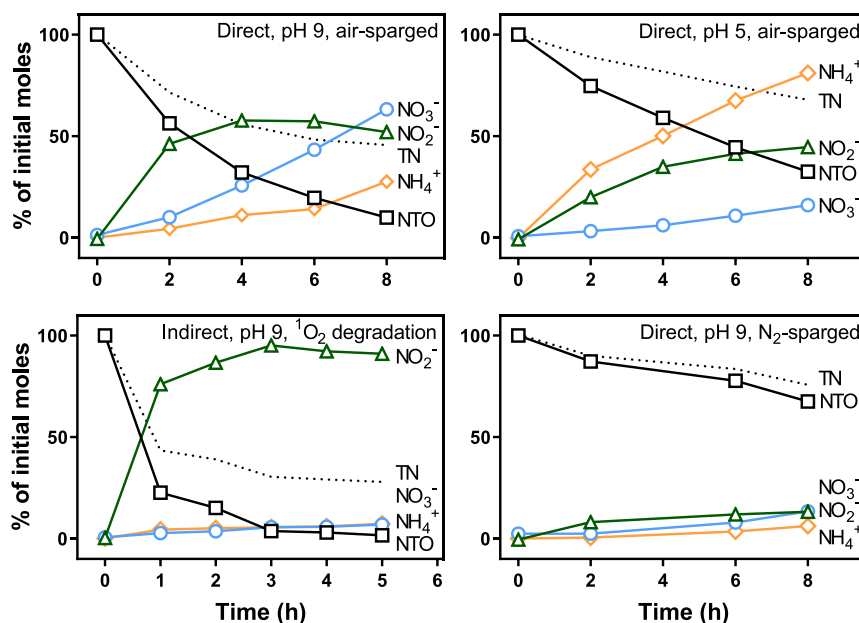 Direct, pH 9, air-sparged
% of initial moles
100
50
0
0 2 4 6 8
NO₃⁻
NO₂⁻
TN
NH₄⁺
NTO
Direct, pH 5, air-sparged
100
50
0
0 2 4 6 8
NH₄⁺
TN
NO₂⁻
NTO
NO₃⁻
Indirect, pH 9, ¹O₂ degradation
% of initial moles
100
50
0
0 1 2 3 4 5 6
Time (h)
NO₂⁻
TN
NO₃⁻
NH₄⁺
NTO
Direct, pH 9, N₂-sparged
100
50
0
0 2 4 6 8
Time (h)
TN
NTO
NO₃⁻
NO₂⁻
NH₄⁺